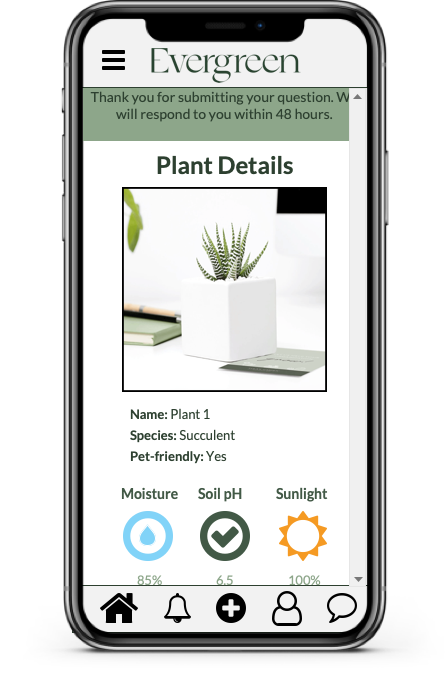 Evergreen
Thank you for submitting your question. W
will respond to you within 48 hours.
Plant Details
Name: Plant 1
Species: Succulent
Pet-friendly: Yes
Moisture Soil pH Sunlight
85% 6.5 100%